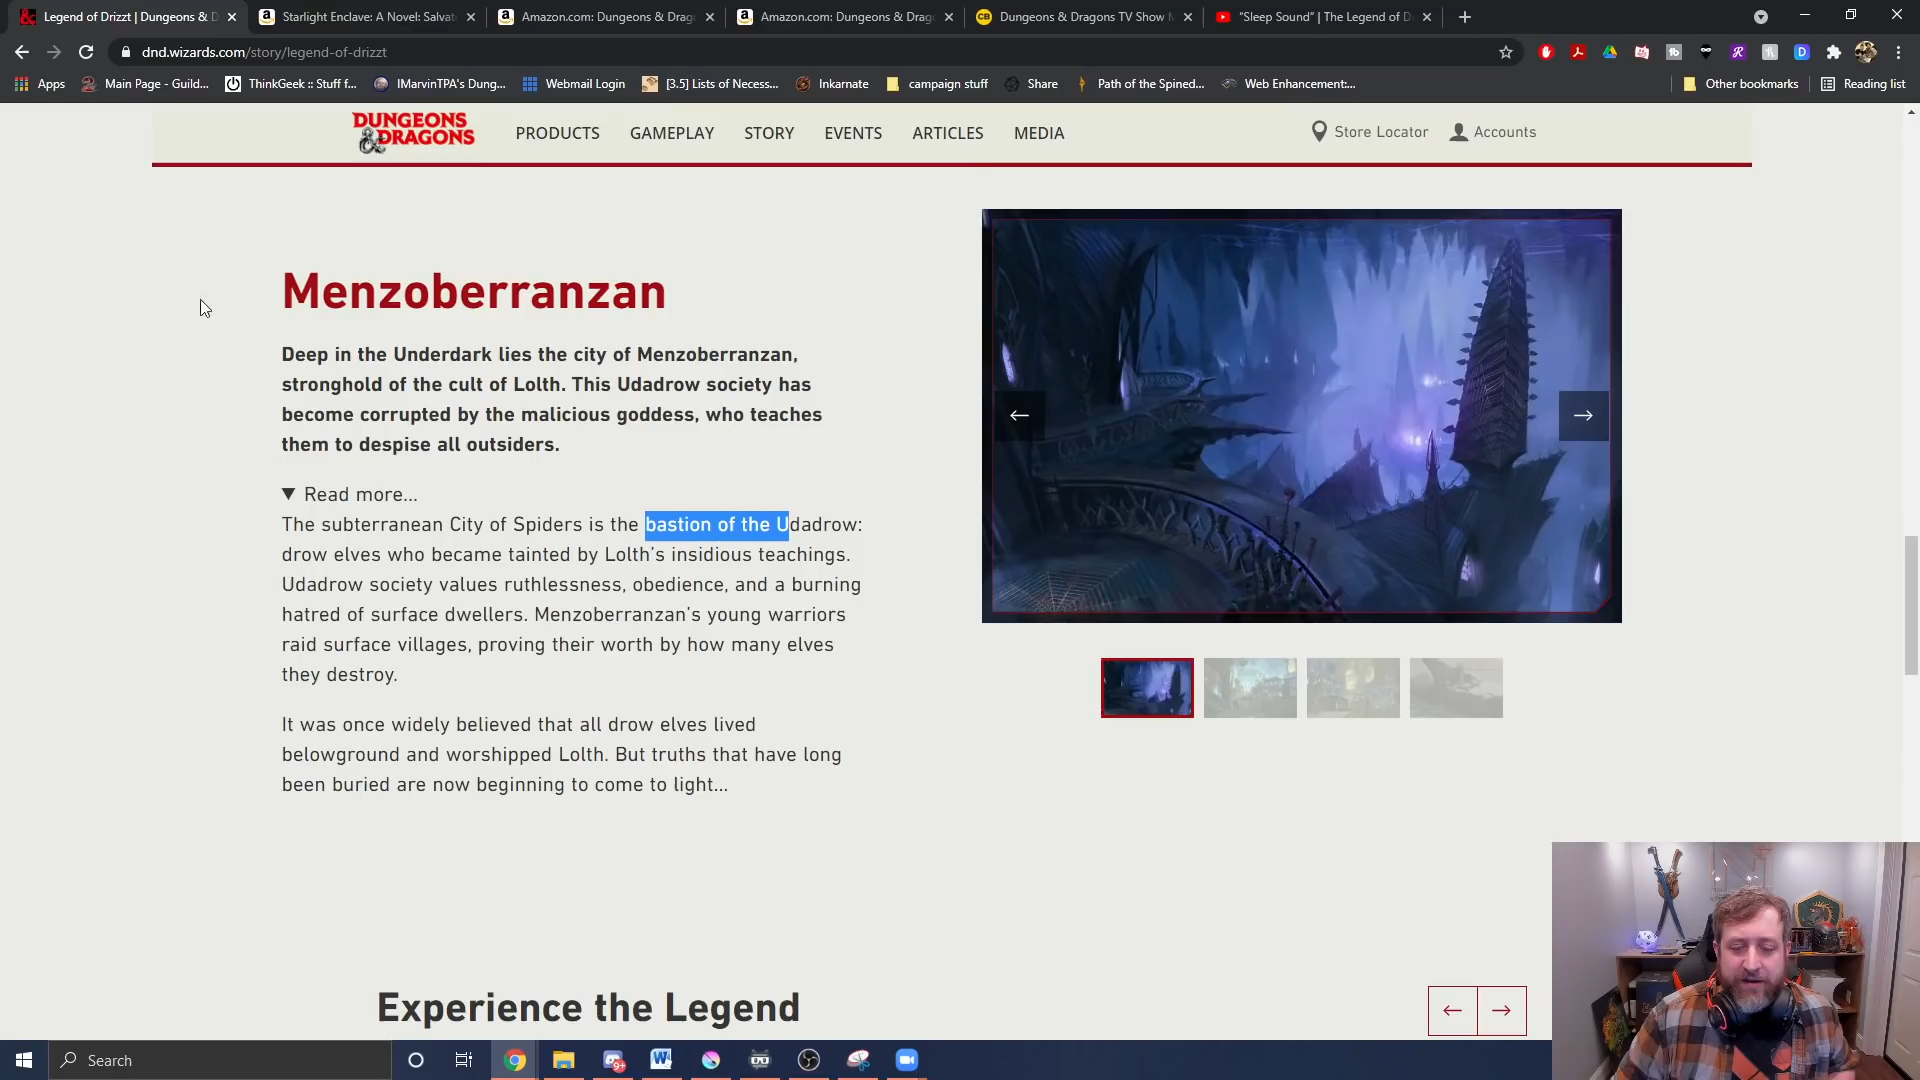 Legend of Drizzt | Dungeons & D
Starlight Enclave: A Novel: Salvat
Amazon.com: Dungeons & Drag
Amazon.com: Dungeons & Drag
Dungeons & Dragons TV Show
"Sleep Sound" | The Legend of D
dnd.wizards.com/story/legend-of-drizzt
Apps
Main Page - Guild...
ThinkGeek :: Stuff f...
IMarvinTPA's Dung...
Webmail Login
[3.5] Lists of Necess...
Inkarnate
campaign stuff
Share
Path of the Spined...
Web Enhancement:...
Other bookmarks
Reading list
DUNGEONS & DRAGONS
PRODUCTS
GAMEPLAY
STORY
EVENTS
ARTICLES
MEDIA
Store Locator
Accounts
Menzoberranzan
Deep in the Underdark lies the city of Menzoberranzan,
stronghold of the cult of Lolth. This Udadrow society has
become corrupted by the malicious goddess, who teaches
them to despise all outsiders.
Read more...
The subterranean City of Spiders is the bastion of the Udadrow:
drow elves who became tainted by Lolth's insidious teachings.
Udadrow society values ruthlessness, obedience, and a burning
hatred of surface dwellers. Menzoberranzan's young warriors
raid surface villages, proving their worth by how many elves
they destroy.
It was once widely believed that all drow elves lived
belowground and worshipped Lolth. But truths that have long
been buried are now beginning to come to light...
Experience the Legend
Search
9+